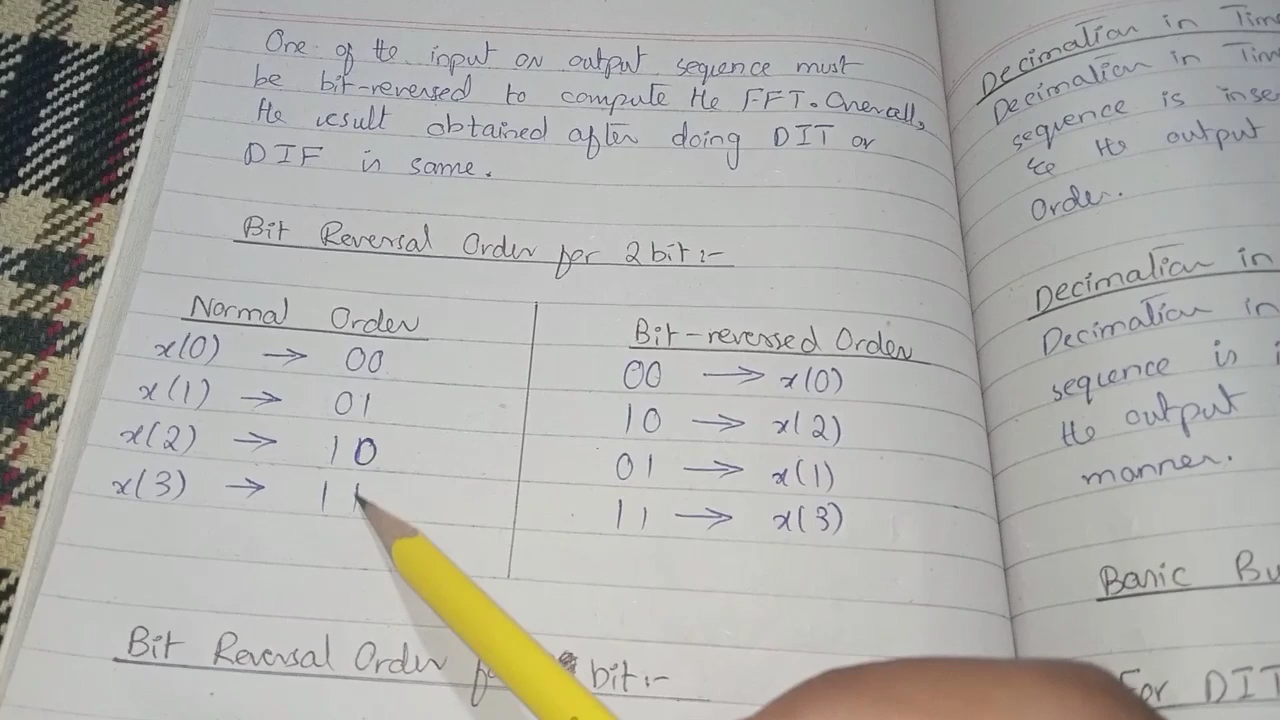 One of the input or output sequence must
be bit-reversed to compute the FFT. Overall,
the result obtained after doing DIT or
DIF is same.
Bit Reversal Order for 2 bit :-
Normal Order
x(0) → 00
x(1) → 01
x(2) → 10
x(3) → 11
Bit-reversed Order
00 → x(0)
10 → x(2)
01 → x(1)
11 → x(3)
Bit Reversal Order bit :-
Decimation in
Decimation in
sequence is
the output
Order.
Decimation in
Decimation in
sequence is
the output
manner.
Basic
For DIT